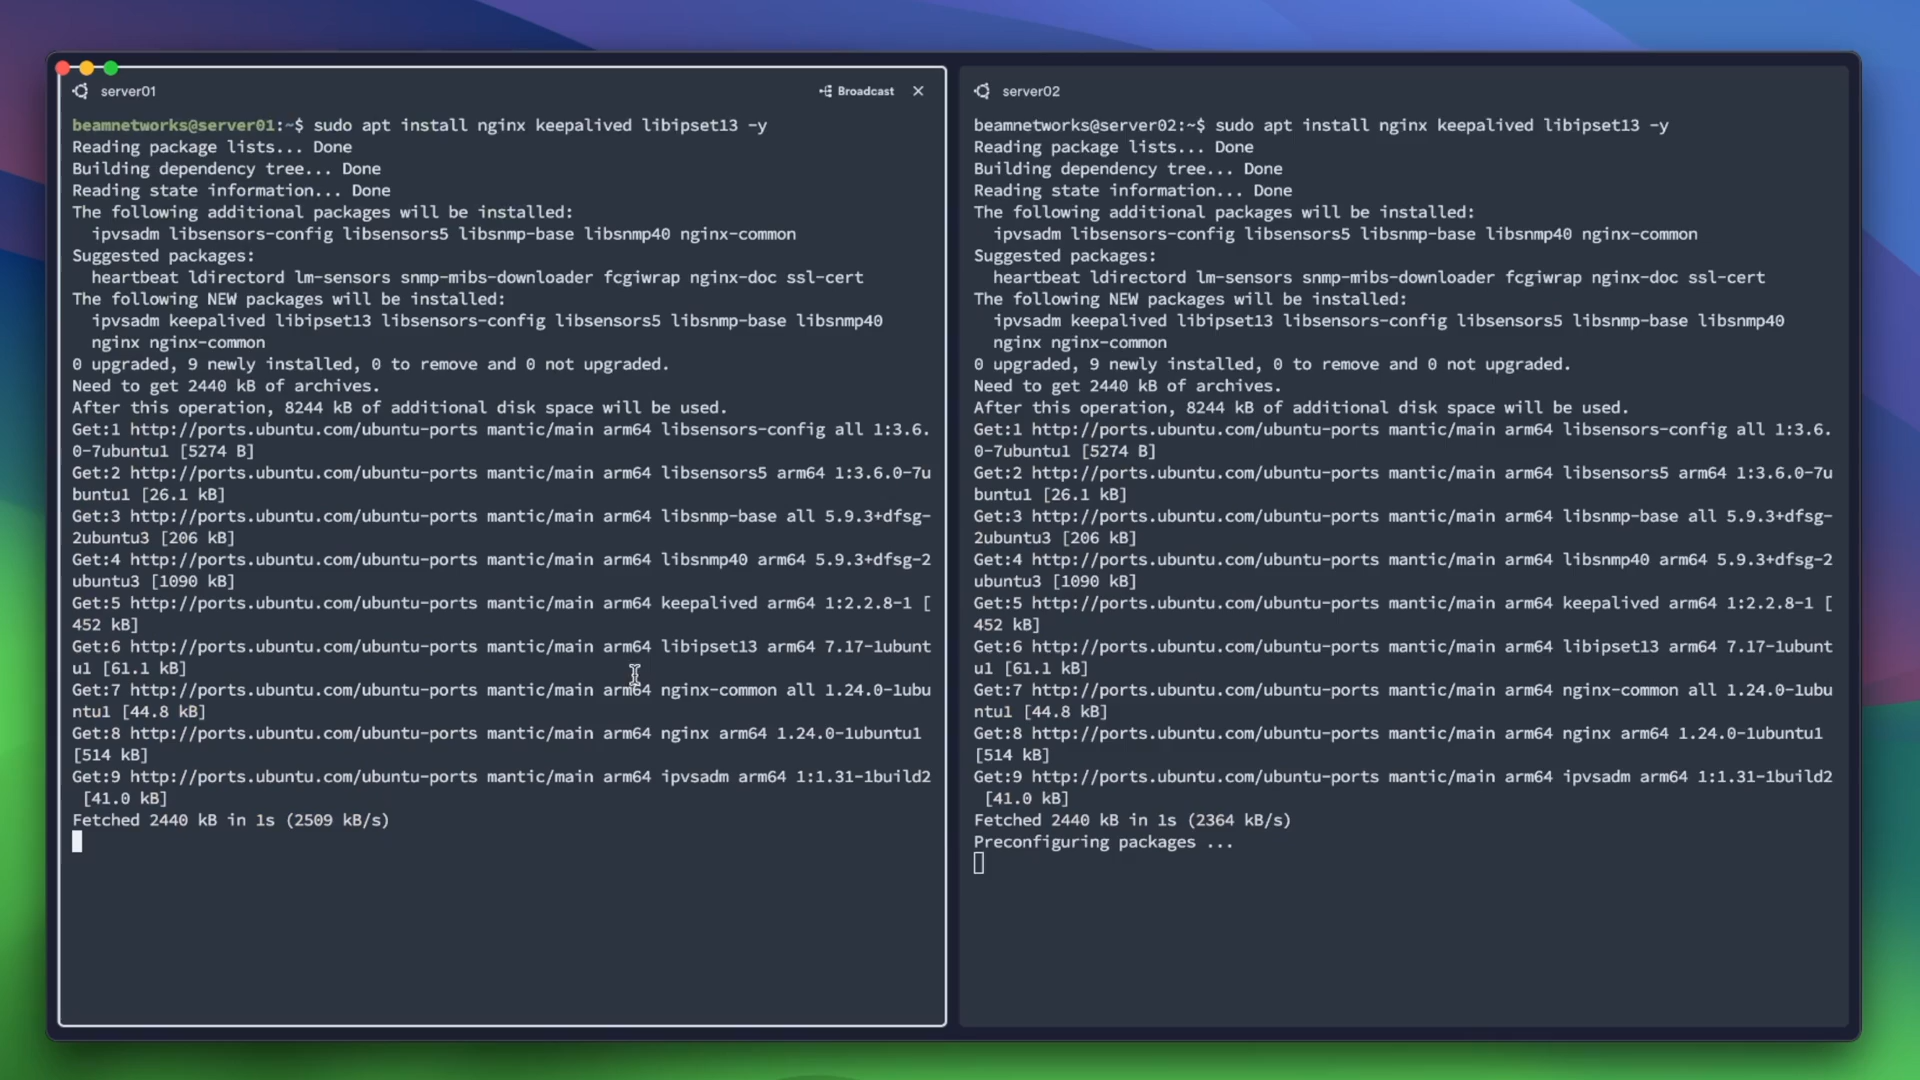 server01
Broadcast
beamnetworks@server01:~$ sudo apt install nginx keepalived libipset13 -y
Reading package lists... Done
Building dependency tree... Done
Reading state information... Done
The following additional packages will be installed:
  ipvsadm libsensors-config libsensors5 libsnmp-base libsnmp40 nginx-common
Suggested packages:
  heartbeat ldirectord lm-sensors snmp-mibs-downloader fcgiwrap nginx-doc ssl-cert
The following NEW packages will be installed:
  ipvsadm keepalived libipset13 libsensors-config libsensors5 libsnmp-base libsnmp40
  nginx nginx-common
0 upgraded, 9 newly installed, 0 to remove and 0 not upgraded.
Need to get 2440 kB of archives.
After this operation, 8244 kB of additional disk space will be used.
Get:1 http://ports.ubuntu.com/ubuntu-ports mantic/main arm64 libsensors-config all 1:3.6.
0-7ubuntu1 [5274 B]
Get:2 http://ports.ubuntu.com/ubuntu-ports mantic/main arm64 libsensors5 arm64 1:3.6.0-7u
buntu1 [26.1 kB]
Get:3 http://ports.ubuntu.com/ubuntu-ports mantic/main arm64 libsnmp-base all 5.9.3+dfsg-
2ubuntu3 [206 kB]
Get:4 http://ports.ubuntu.com/ubuntu-ports mantic/main arm64 libsnmp40 arm64 5.9.3+dfsg-2
ubuntu3 [1090 kB]
Get:5 http://ports.ubuntu.com/ubuntu-ports mantic/main arm64 keepalived arm64 1:2.2.8-1 [
452 kB]
Get:6 http://ports.ubuntu.com/ubuntu-ports mantic/main arm64 libipset13 arm64 7.17-1ubunt
u1 [61.1 kB]
Get:7 http://ports.ubuntu.com/ubuntu-ports mantic/main arm64 nginx-common all 1.24.0-1ubu
ntu1 [44.8 kB]
Get:8 http://ports.ubuntu.com/ubuntu-ports mantic/main arm64 nginx arm64 1.24.0-1ubuntu1
[514 kB]
Get:9 http://ports.ubuntu.com/ubuntu-ports mantic/main arm64 ipvsadm arm64 1:1.31-1build2
 [41.0 kB]
Fetched 2440 kB in 1s (2509 kB/s)
server02
beamnetworks@server02:~$ sudo apt install nginx keepalived libipset13 -y
Reading package lists... Done
Building dependency tree... Done
Reading state information... Done
The following additional packages will be installed:
  ipvsadm libsensors-config libsensors5 libsnmp-base libsnmp40 nginx-common
Suggested packages:
  heartbeat ldirectord lm-sensors snmp-mibs-downloader fcgiwrap nginx-doc ssl-cert
The following NEW packages will be installed:
  ipvsadm keepalived libipset13 libsensors-config libsensors5 libsnmp-base libsnmp40
  nginx nginx-common
0 upgraded, 9 newly installed, 0 to remove and 0 not upgraded.
Need to get 2440 kB of archives.
After this operation, 8244 kB of additional disk space will be used.
Get:1 http://ports.ubuntu.com/ubuntu-ports mantic/main arm64 libsensors-config all 1:3.6.
0-7ubuntu1 [5274 B]
Get:2 http://ports.ubuntu.com/ubuntu-ports mantic/main arm64 libsensors5 arm64 1:3.6.0-7u
buntu1 [26.1 kB]
Get:3 http://ports.ubuntu.com/ubuntu-ports mantic/main arm64 libsnmp-base all 5.9.3+dfsg-
2ubuntu3 [206 kB]
Get:4 http://ports.ubuntu.com/ubuntu-ports mantic/main arm64 libsnmp40 arm64 5.9.3+dfsg-2
ubuntu3 [1090 kB]
Get:5 http://ports.ubuntu.com/ubuntu-ports mantic/main arm64 keepalived arm64 1:2.2.8-1 [
452 kB]
Get:6 http://ports.ubuntu.com/ubuntu-ports mantic/main arm64 libipset13 arm64 7.17-1ubunt
u1 [61.1 kB]
Get:7 http://ports.ubuntu.com/ubuntu-ports mantic/main arm64 nginx-common all 1.24.0-1ubu
ntu1 [44.8 kB]
Get:8 http://ports.ubuntu.com/ubuntu-ports mantic/main arm64 nginx arm64 1.24.0-1ubuntu1
[514 kB]
Get:9 http://ports.ubuntu.com/ubuntu-ports mantic/main arm64 ipvsadm arm64 1:1.31-1build2
 [41.0 kB]
Fetched 2440 kB in 1s (2364 kB/s)
Preconfiguring packages ...